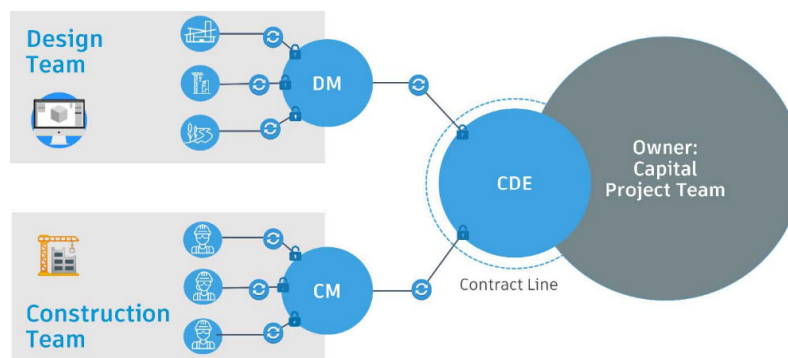 Design
Team
DM
CDE
Owner:
Capital
Project Team
Contract Line
CM
Construction
Team